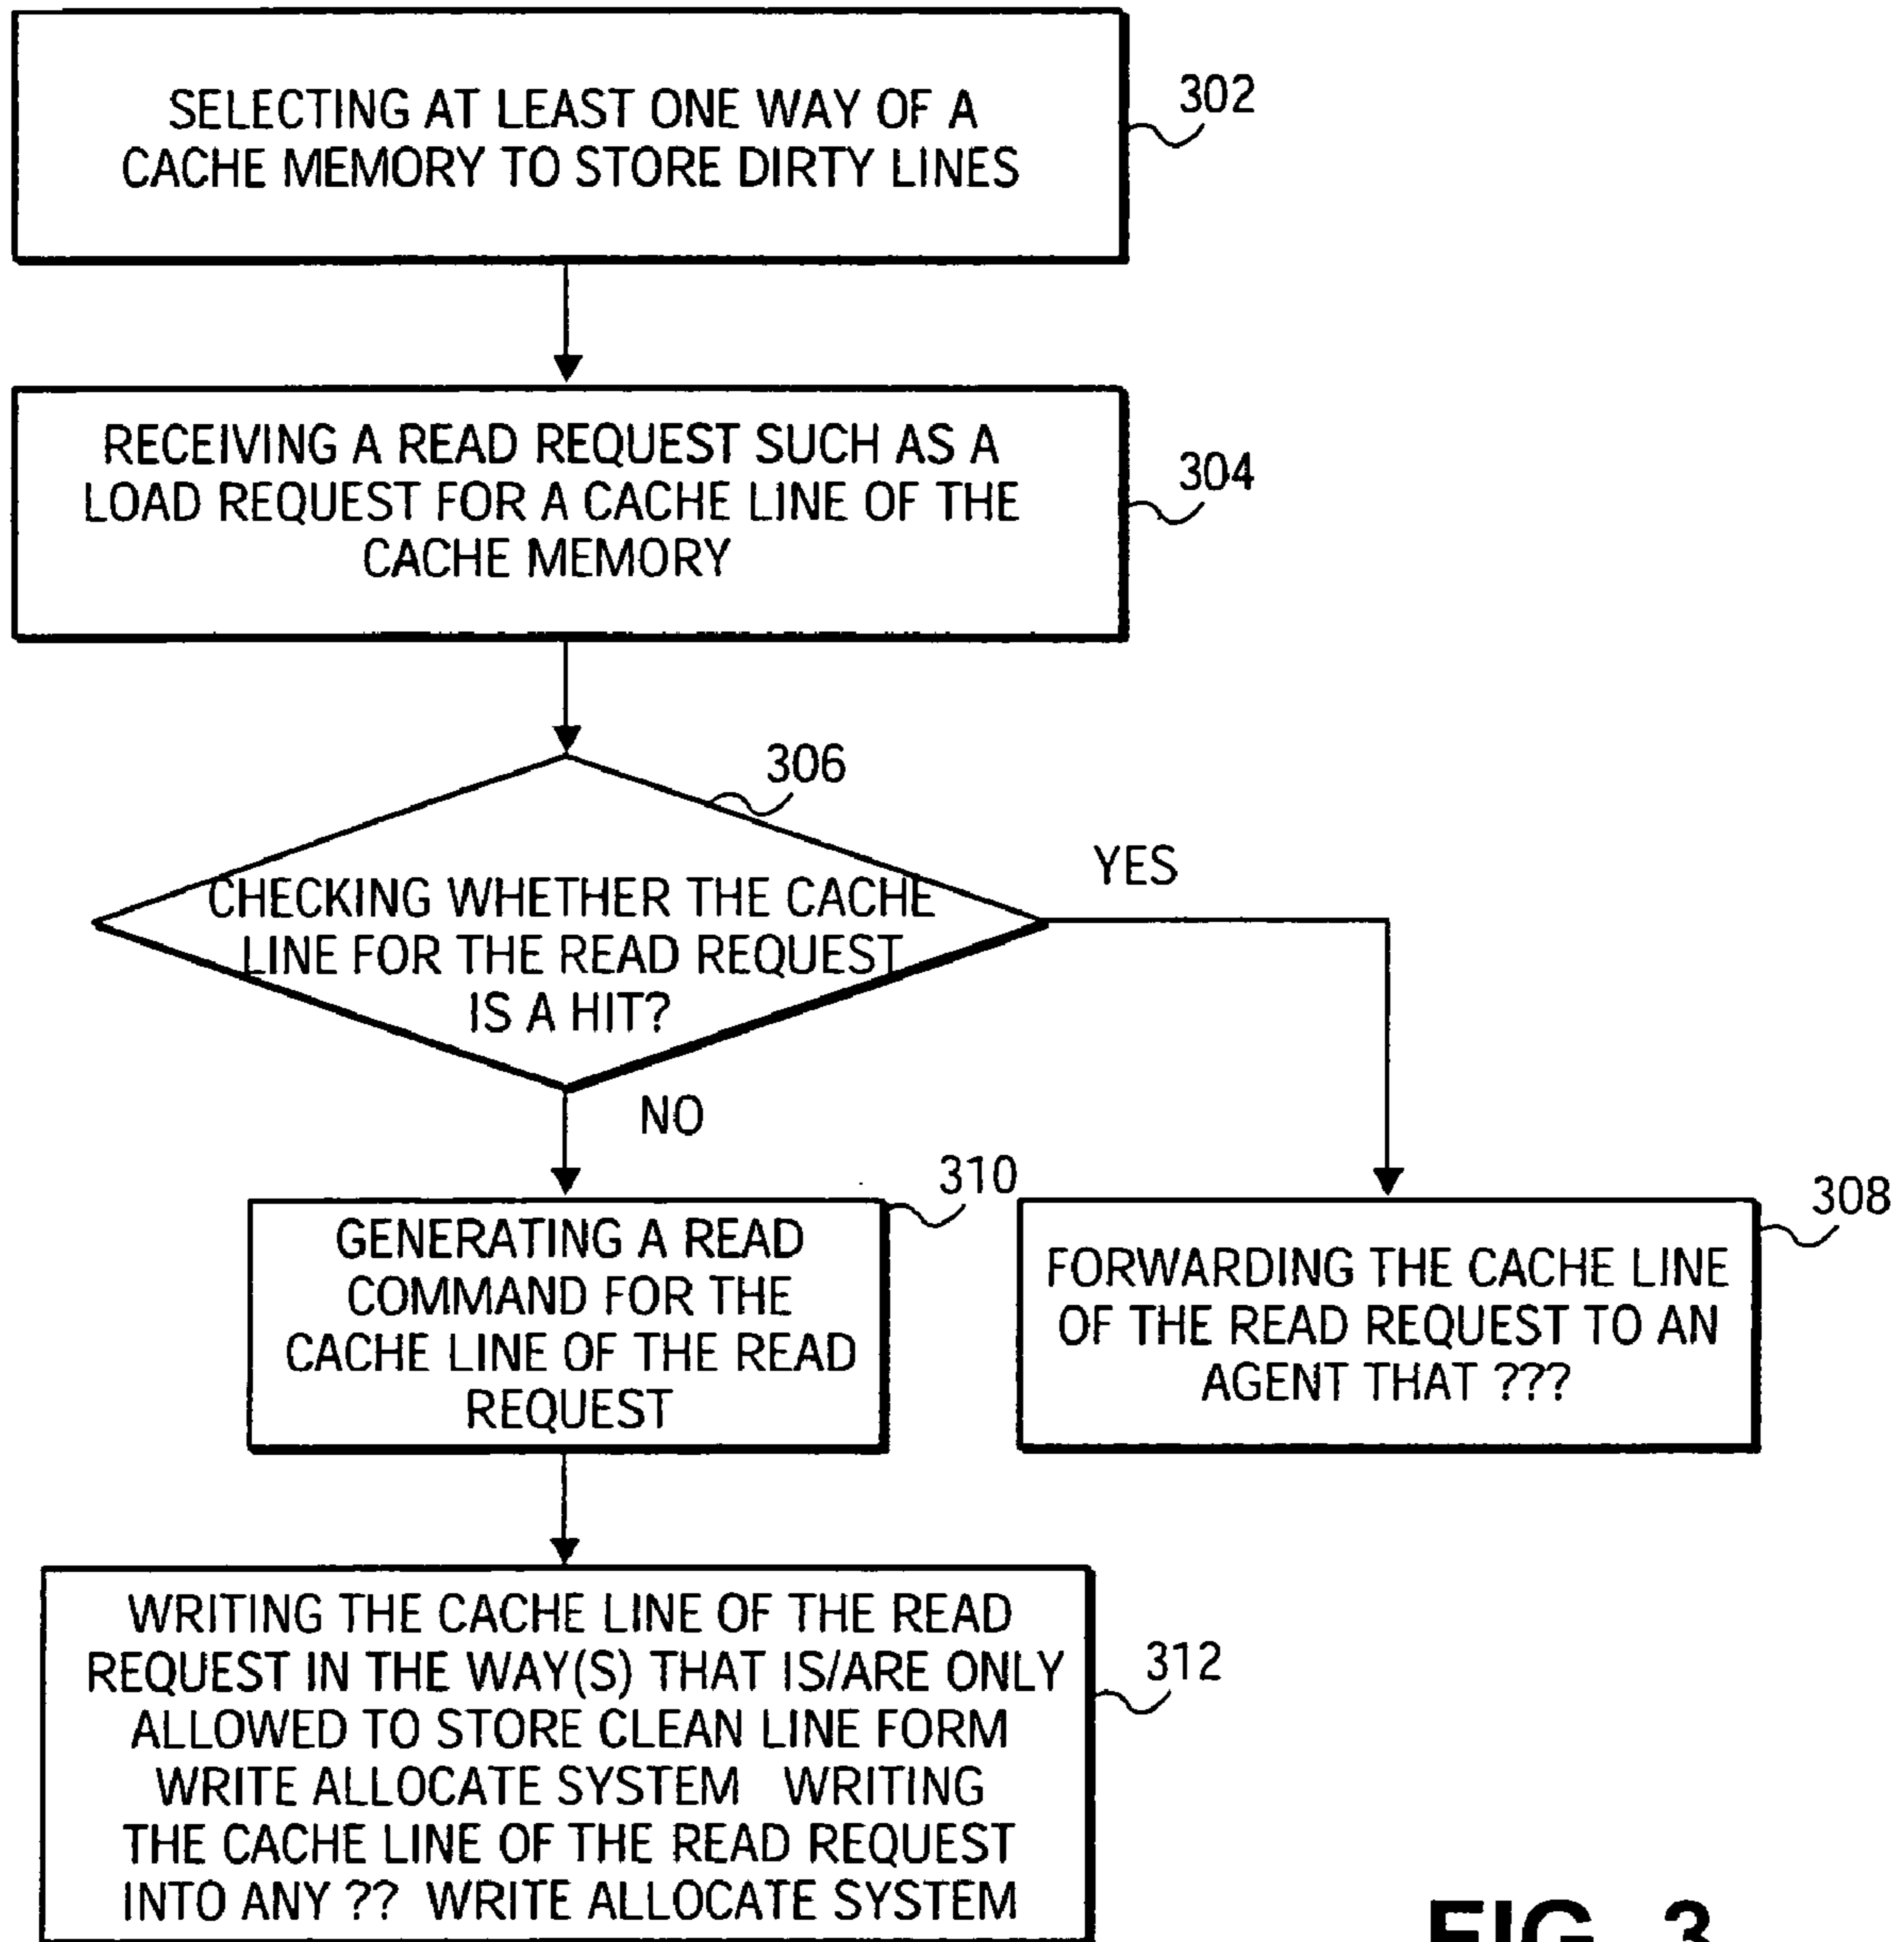 SELECTING AT LEAST ONE WAY OF A
CACHE MEMORY TO STORE DIRTY LINES
302
RECEIVING A READ REQUEST SUCH AS A
LOAD REQUEST FOR A CACHE LINE OF THE
CACHE MEMORY
304
306
CHECKING WHETHER THE CACHE
LINE FOR THE READ REQUEST
IS A HIT?
YES
NO
310
GENERATING A READ
COMMAND FOR THE
CACHE LINE OF THE READ
REQUEST
308
FORWARDING THE CACHE LINE
OF THE READ REQUEST TO AN
AGENT THAT ???
WRITING THE CACHE LINE OF THE READ
REQUEST IN THE WAY(S) THAT IS/ARE ONLY
ALLOWED TO STORE CLEAN LINE FORM
WRITE ALLOCATE SYSTEM WRITING
THE CACHE LINE OF THE READ REQUEST
INTO ANY ?? WRITE ALLOCATE SYSTEM
312
FIG. 3